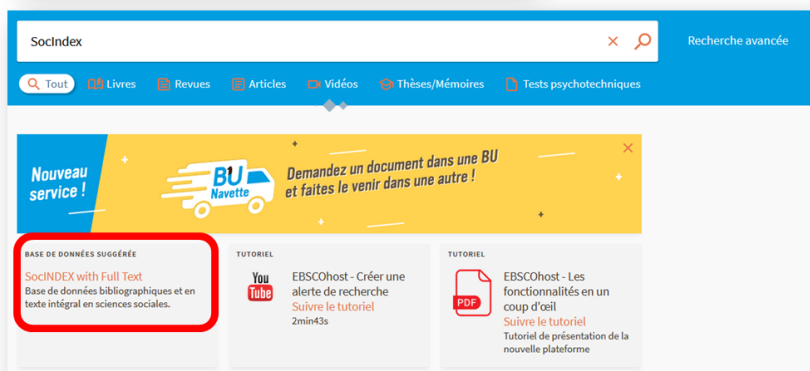 SocIndex
Recherche avancée
Tout
Livres
Revues
Articles
Vidéos
Thèses/Mémoires
Tests psychotechniques
Nouveau
service !
BU
Navette
Demandez un document dans une BU
et faites le venir dans une autre !
BASE DE DONNÉES SUGGÉRÉE
SocINDEX with Full Text
Base de données bibliographiques et en
texte intégral en sciences sociales.
TUTORIEL
You
Tube
EBSCOhost - Créer une
alerte de recherche
Suivre le tutoriel
2min43s
TUTORIEL
PDF
EBSCOhost - Les
fonctionnalités en un
coup d'œil
Suivre le tutoriel
Tutoriel de présentation de la
nouvelle plateforme